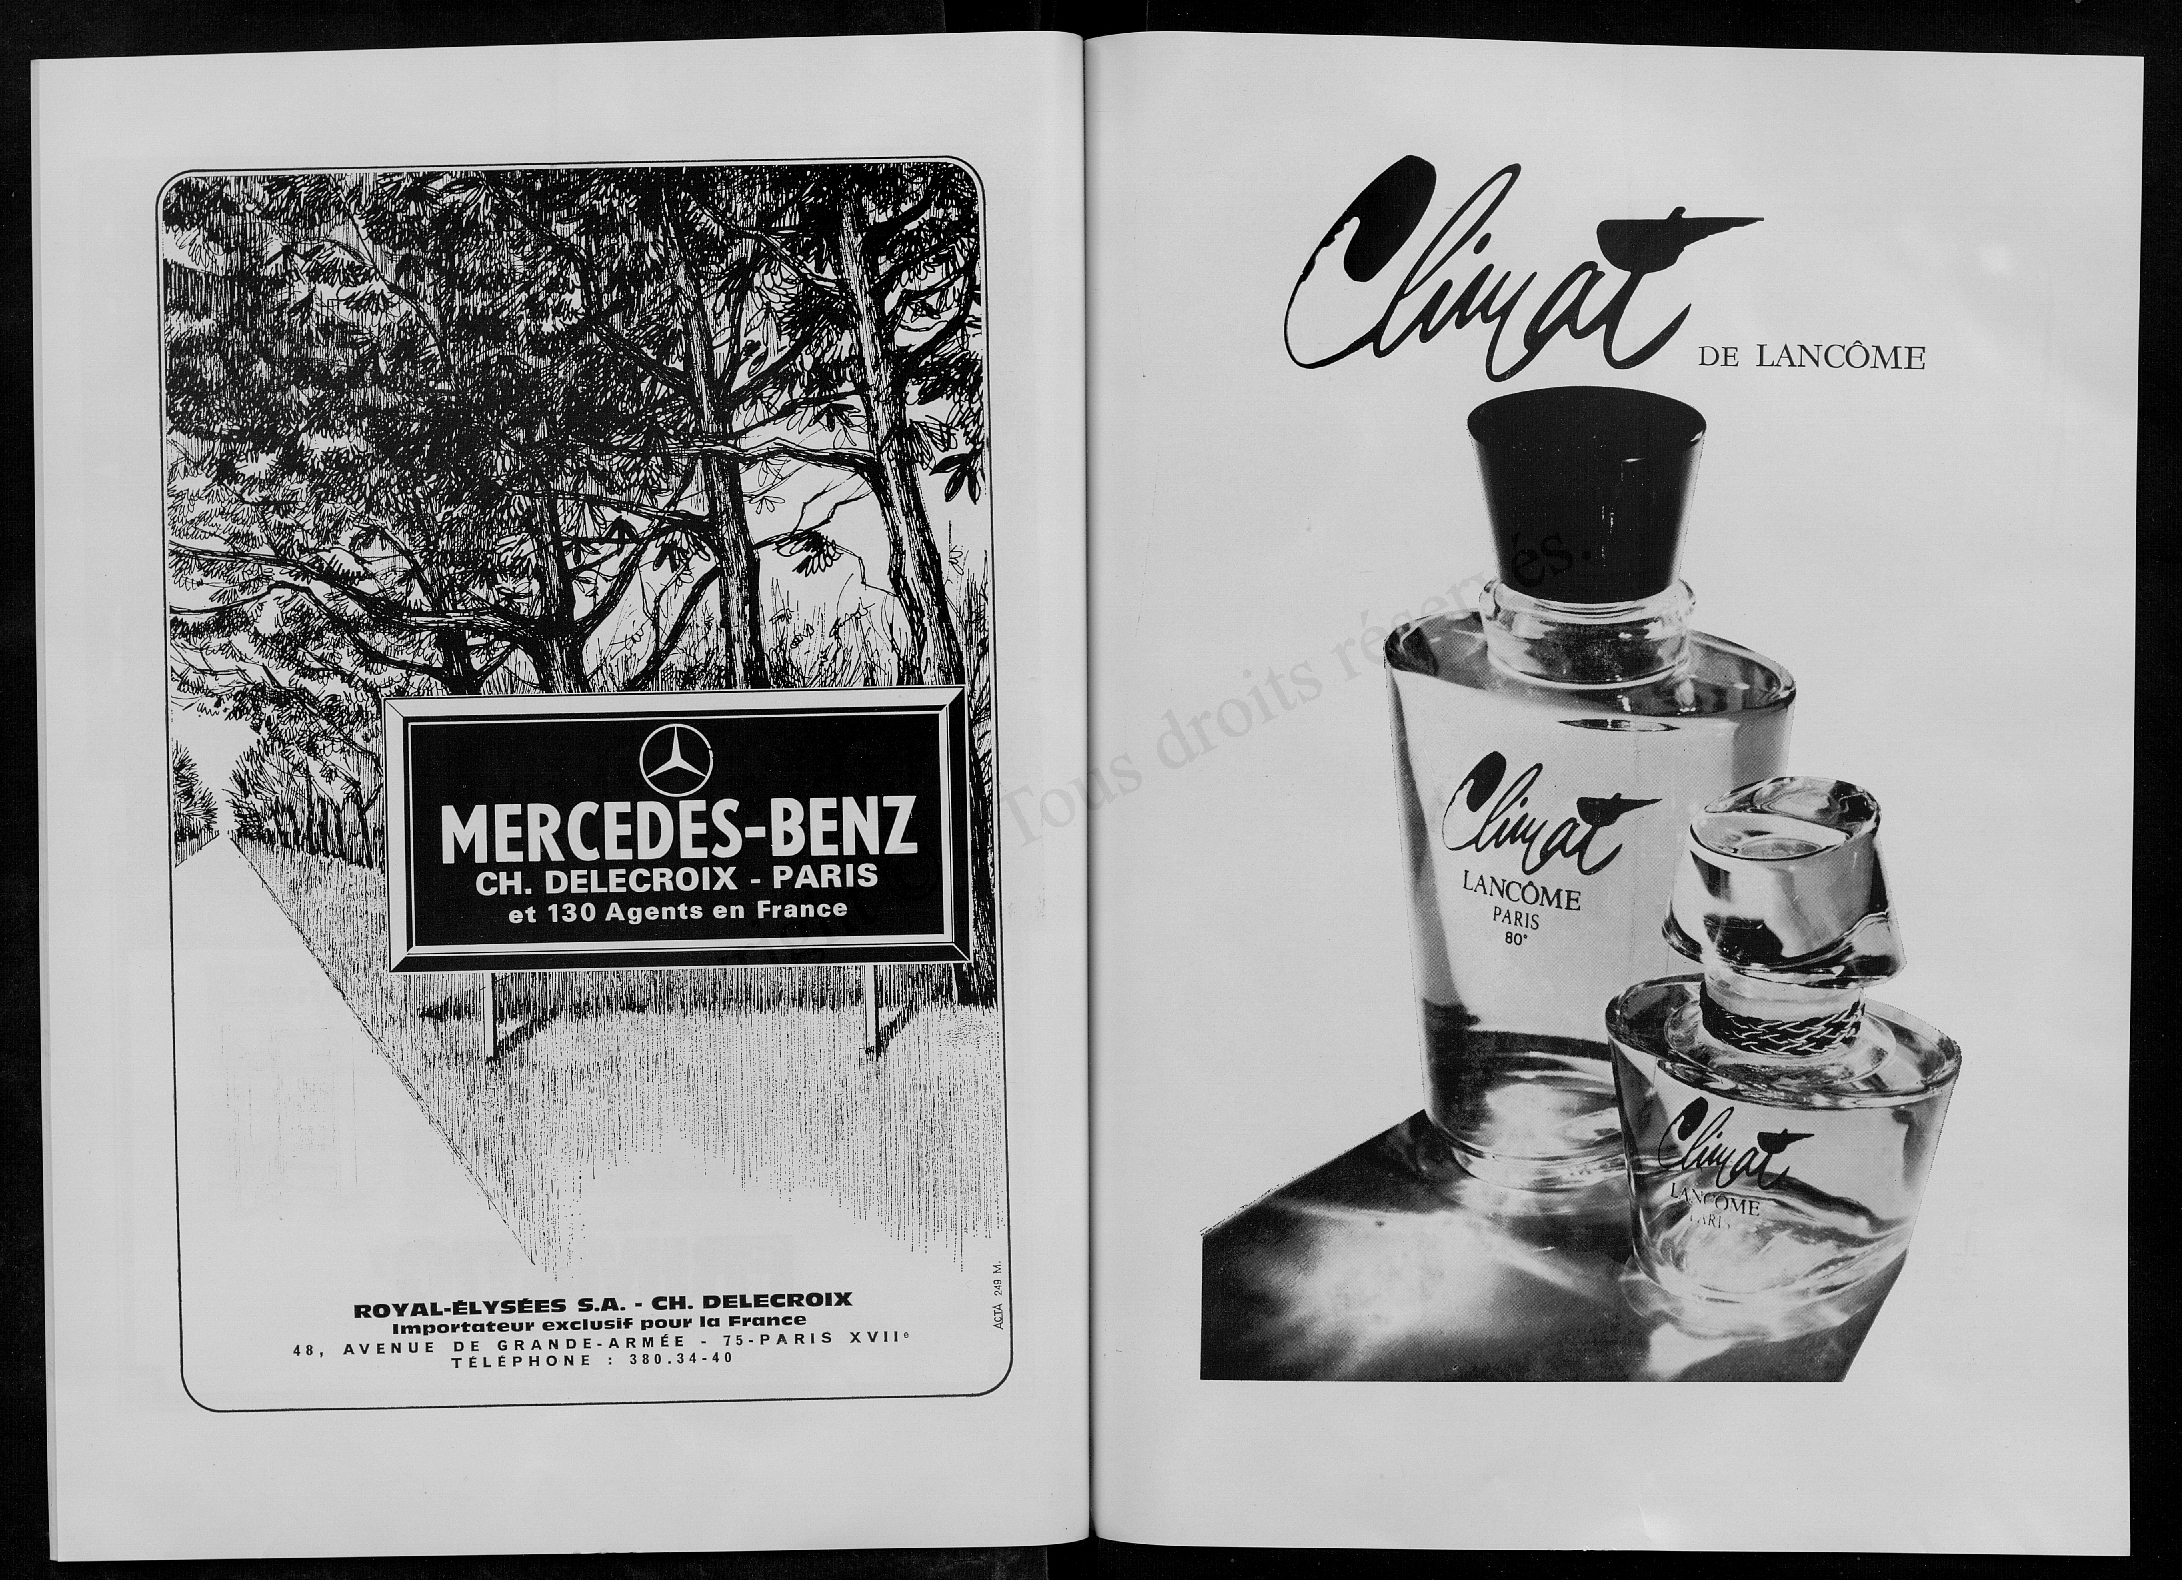 MERCEDES-BENZ
CH. DELECROIX - PARIS
et 130 Agents en France
ROYAL-ÉLYSÉES S.A. - CH. DELECROIX
Importateur exclusif pour la France
48, AVENUE DE GRANDE-ARMÉE - 75-PARIS XVIIe
TÉLÉPHONE : 380.34-40
ACTA 249 M.
Climat
DE LANCÔME
Climat
LANCÔME
PARIS
80°
Climat
LANCÔME
PARIS
© Tous droits réservés.